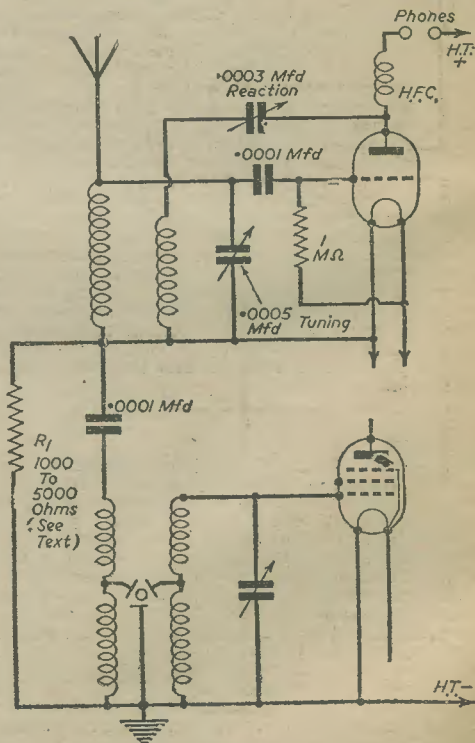 Phones
H.T.
+
·0003 Mfd
Reaction
H.F.C.
·0001 Mfd
1
MΩ
·0005
Mfd
Tuning
·0001 Mfd
R1
1000
To
5000
Ohms
(See
Text)
H.T.-